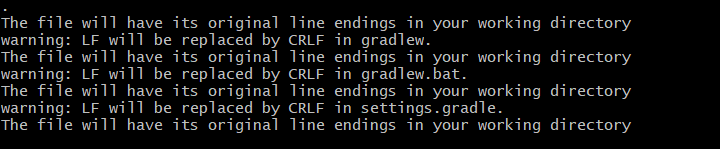 .
The file will have its original line endings in your working directory
warning: LF will be replaced by CRLF in gradlew.
The file will have its original line endings in your working directory
warning: LF will be replaced by CRLF in gradlew.bat.
The file will have its original line endings in your working directory
warning: LF will be replaced by CRLF in settings.gradle.
The file will have its original line endings in your working directory